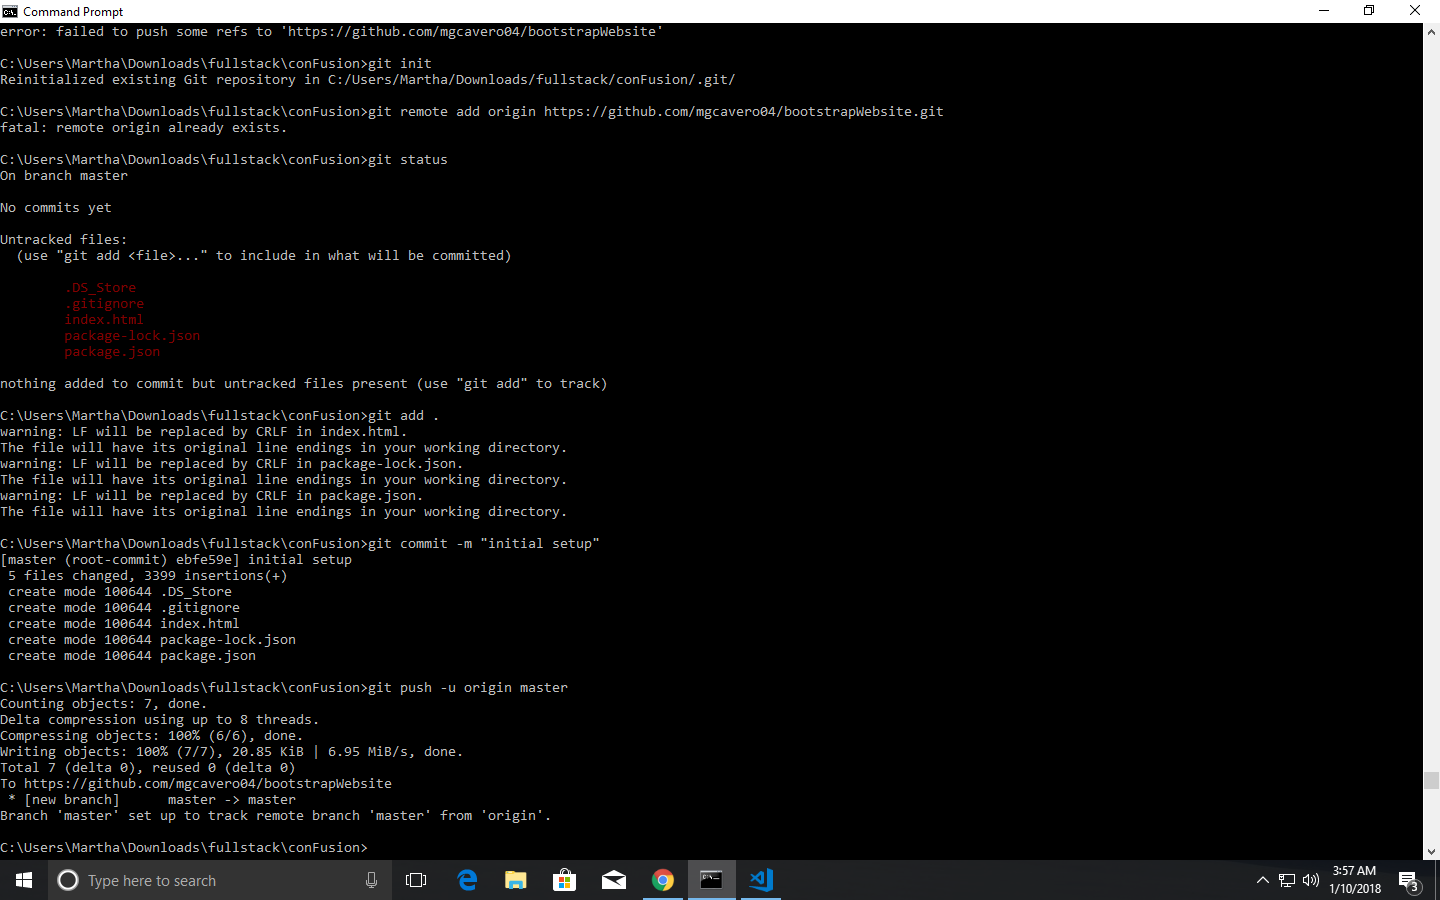 Command Prompt
error: failed to push some refs to 'https://github.com/mgcavero04/bootstrapWebsite'
C:\Users\Martha\Downloads\fullstack\conFusion>git init
Reinitialized existing Git repository in C:/Users/Martha/Downloads/fullstack/conFusion/.git/
C:\Users\Martha\Downloads\fullstack\conFusion>git remote add origin https://github.com/mgcavero04/bootstrapWebsite.git
fatal: remote origin already exists.
C:\Users\Martha\Downloads\fullstack\conFusion>git status
On branch master
No commits yet
Untracked files:
  (use "git add <file>..." to include in what will be committed)
        .DS_Store
        .gitignore
        index.html
        package-lock.json
        package.json
nothing added to commit but untracked files present (use "git add" to track)
C:\Users\Martha\Downloads\fullstack\conFusion>git add .
warning: LF will be replaced by CRLF in index.html.
The file will have its original line endings in your working directory.
warning: LF will be replaced by CRLF in package-lock.json.
The file will have its original line endings in your working directory.
warning: LF will be replaced by CRLF in package.json.
The file will have its original line endings in your working directory.
C:\Users\Martha\Downloads\fullstack\conFusion>git commit -m "initial setup"
[master (root-commit) ebfe59e] initial setup
 5 files changed, 3399 insertions(+)
 create mode 100644 .DS_Store
 create mode 100644 .gitignore
 create mode 100644 index.html
 create mode 100644 package-lock.json
 create mode 100644 package.json
C:\Users\Martha\Downloads\fullstack\conFusion>git push -u origin master
Counting objects: 7, done.
Delta compression using up to 8 threads.
Compressing objects: 100% (6/6), done.
Writing objects: 100% (7/7), 20.85 KiB | 6.95 MiB/s, done.
Total 7 (delta 0), reused 0 (delta 0)
To https://github.com/mgcavero04/bootstrapWebsite
 * [new branch]      master -> master
Branch 'master' set up to track remote branch 'master' from 'origin'.
C:\Users\Martha\Downloads\fullstack\conFusion>
Type here to search
3:57 AM
1/10/2018
3